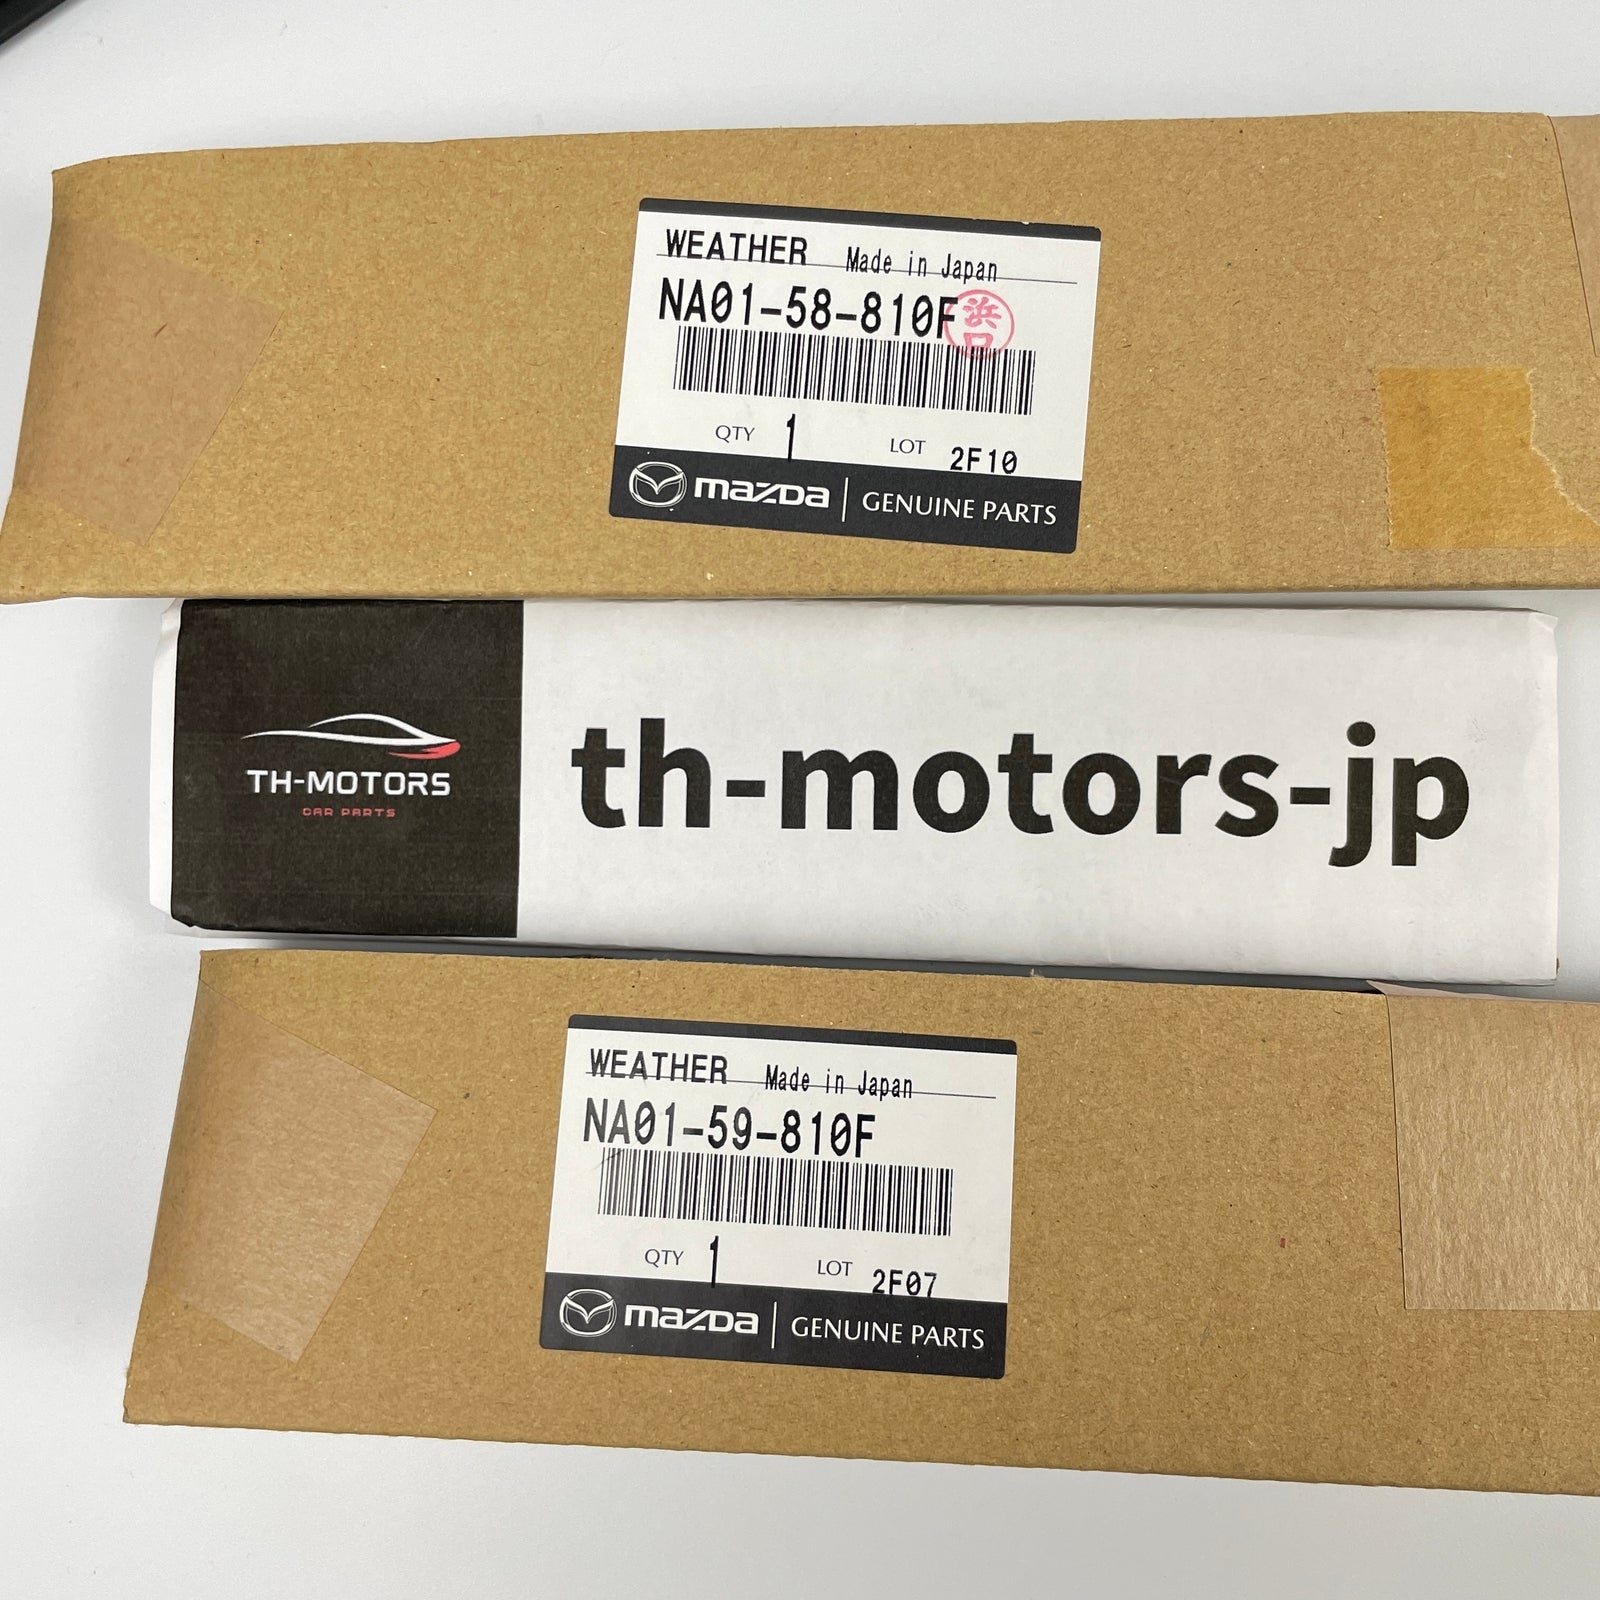 WEATHER Made in Japan
NA01-58-810F
浜口
QTY 1 LOT 2F10
mazda | GENUINE PARTS
TH-MOTORS
CAR PARTS
th-motors-jp
WEATHER Made in Japan
NA01-59-810F
QTY 1 LOT 2F07
mazda | GENUINE PARTS